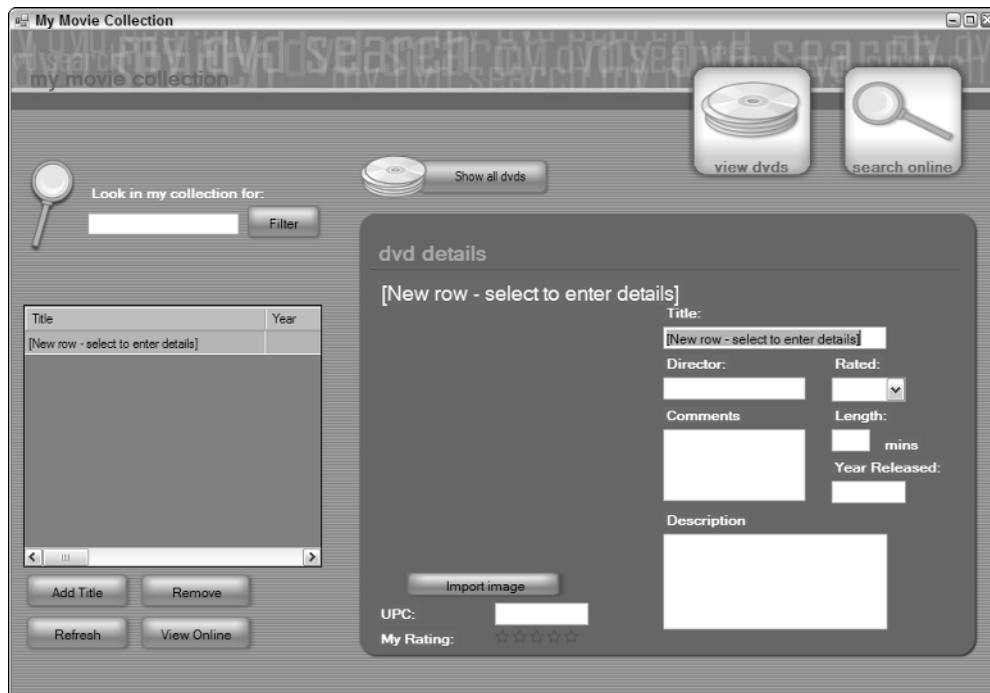 My Movie Collection
my movie collection
view dvds
search online
Show all dvds
Look in my collection for:
Filter
dvd details
[New row - select to enter details]
Title:
[New row - select to enter details]
Director:
Rated:
Comments
Length:
mins
Year Released:
Description
Title
Year
[New row - select to enter details]
Import image
UPC:
My Rating:
Add Title
Remove
Refresh
View Online